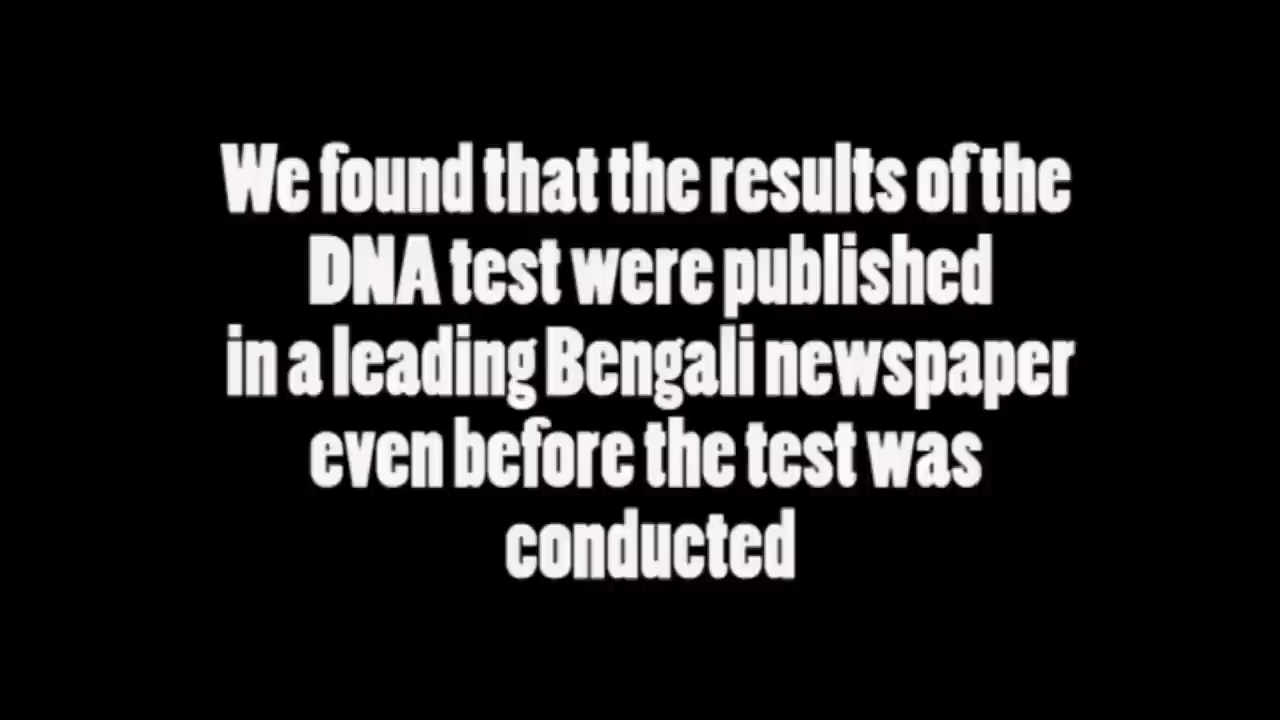 We found that the results of the
DNA test were published
in a leading Bengali newspaper
even before the test was
conducted